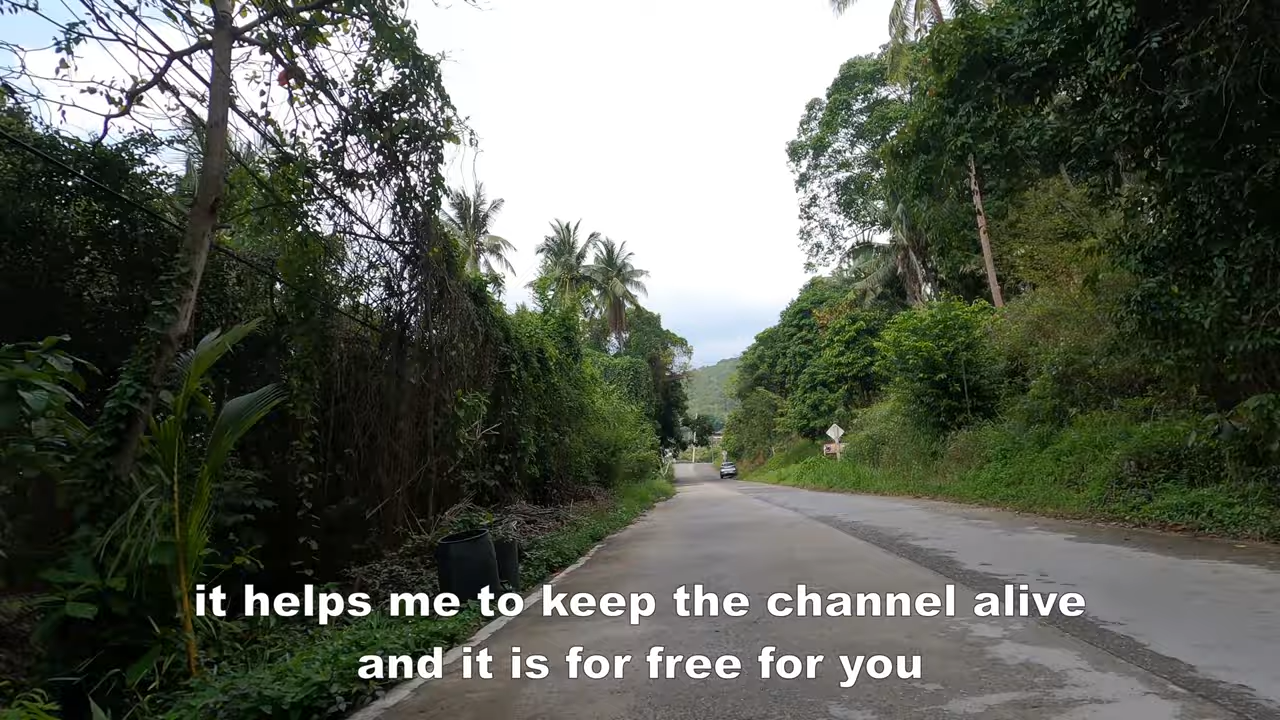 it helps me to keep the channel alive
and it is for free for you